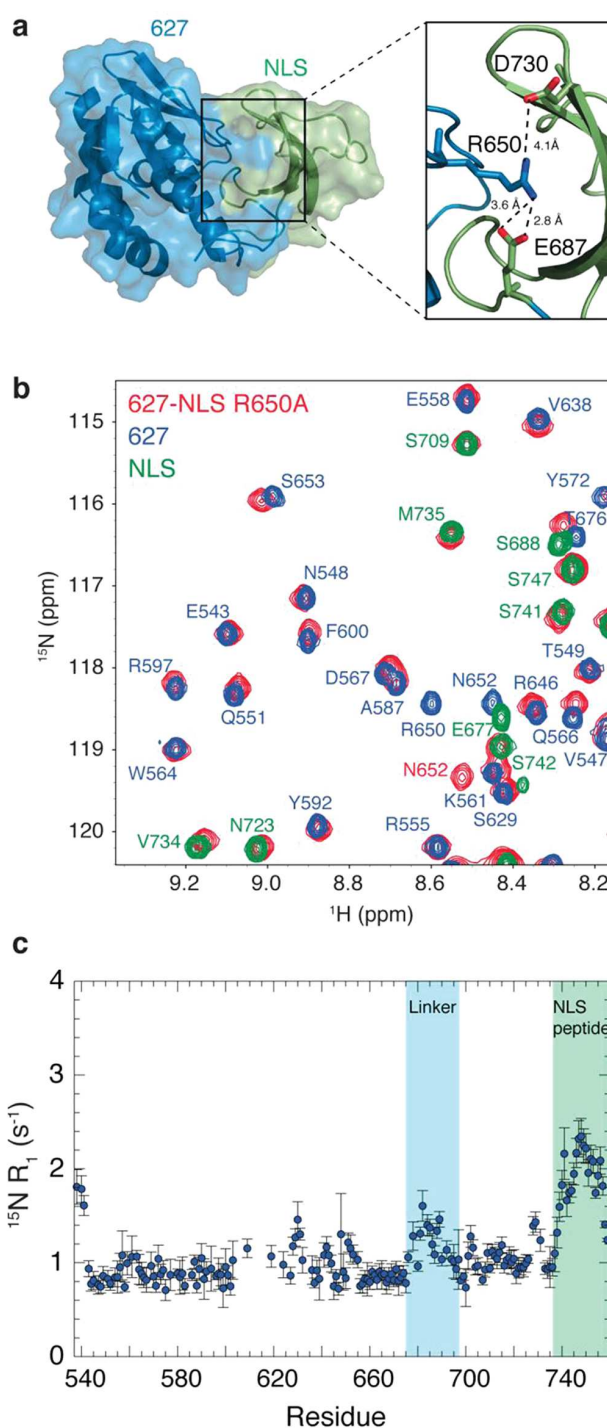 a
627
NLS
D730
R650
4.1Å
3.6 Å
2.8 Å
E687
b
627-NLS R650A
627
NLS
E558
V638
S709
S653
Y572
M735
T676
S688
N548
S747
E543
F600
S741
R597
T549
D567
N652
R646
A587
Q551
R650
E677
Q566
V547
W564
N652
S742
K561
Y592
S629
V734
N723
R555
115
116
117
118
119
120
¹⁵N (ppm)
9.2
9.0
8.8
8.6
8.4
8.2
¹H (ppm)
c
4
3
2
1
0
¹⁵N R₁ (s⁻¹)
Linker
NLS
peptide
540
580
620
660
700
740
Residue